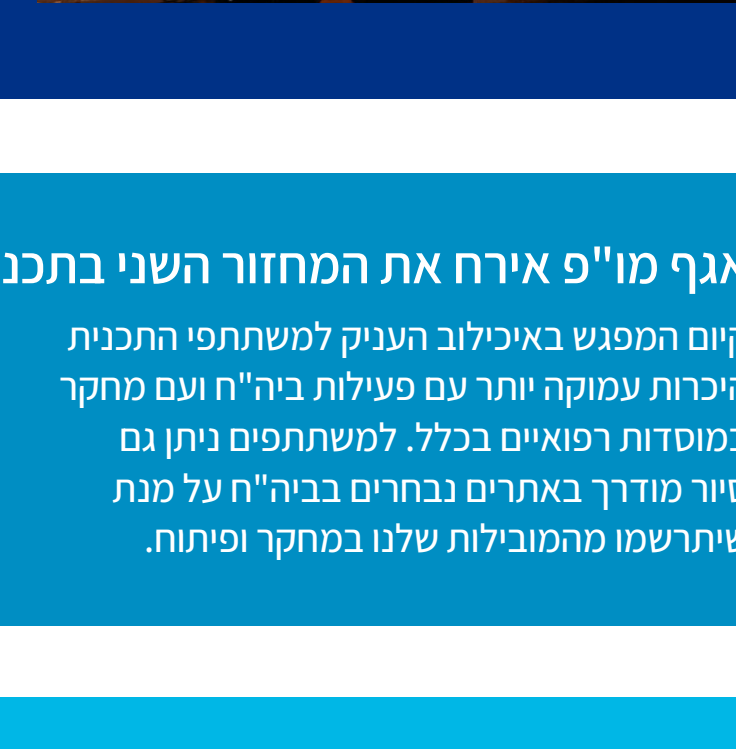 אגף מו"פ אירח את המחזור השני בתכנ
קיום המפגש באיכילוב העניק למשתתפי התכנית
היכרות עמוקה יותר עם פעילות ביה"ח ועם מחקר
במוסדות רפואיים בכלל. למשתתפים ניתן גם
סיור מודרך באתרים נבחרים בביה"ח על מנת
שיתרשמו מהמובילות שלנו במחקר ופיתוח.